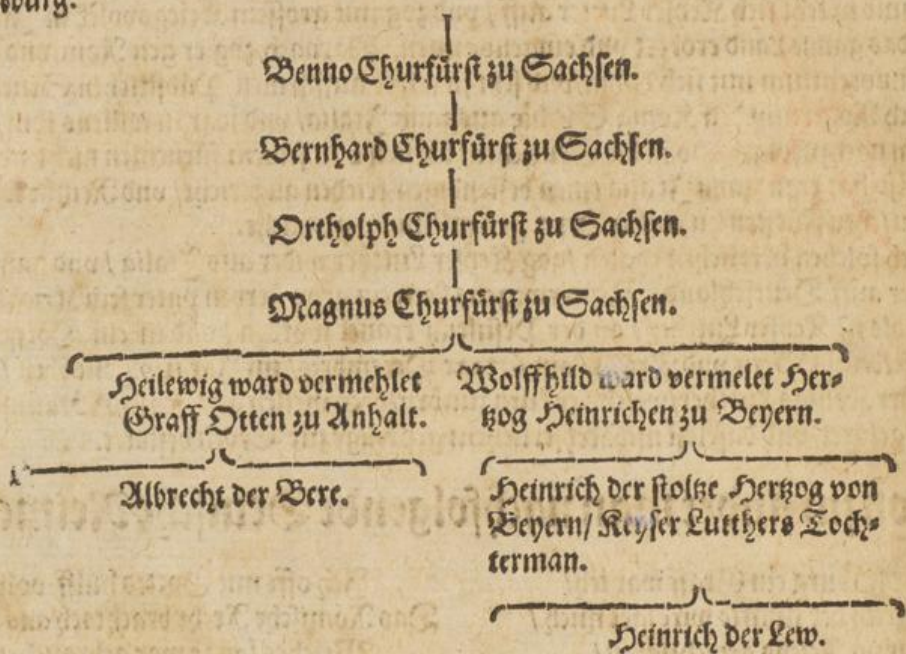 burg.
Benno Churfürst zu Sachsen.
Bernhard Churfürst zu Sachsen.
Ortholph Churfürst zu Sachsen.
Magnus Churfürst zu Sachsen.
Heilewig ward vermehlet
Graff Otten zu Anhalt.
Albrecht der Bere.
Wolffhild ward vermelet Her⸗
tzog Heinrichen zu Beyern.
Heinrich der stoltze Hertzog von
Beyern/ Keyser Lutthers Toch⸗
terman.
Heinrich der Lew.